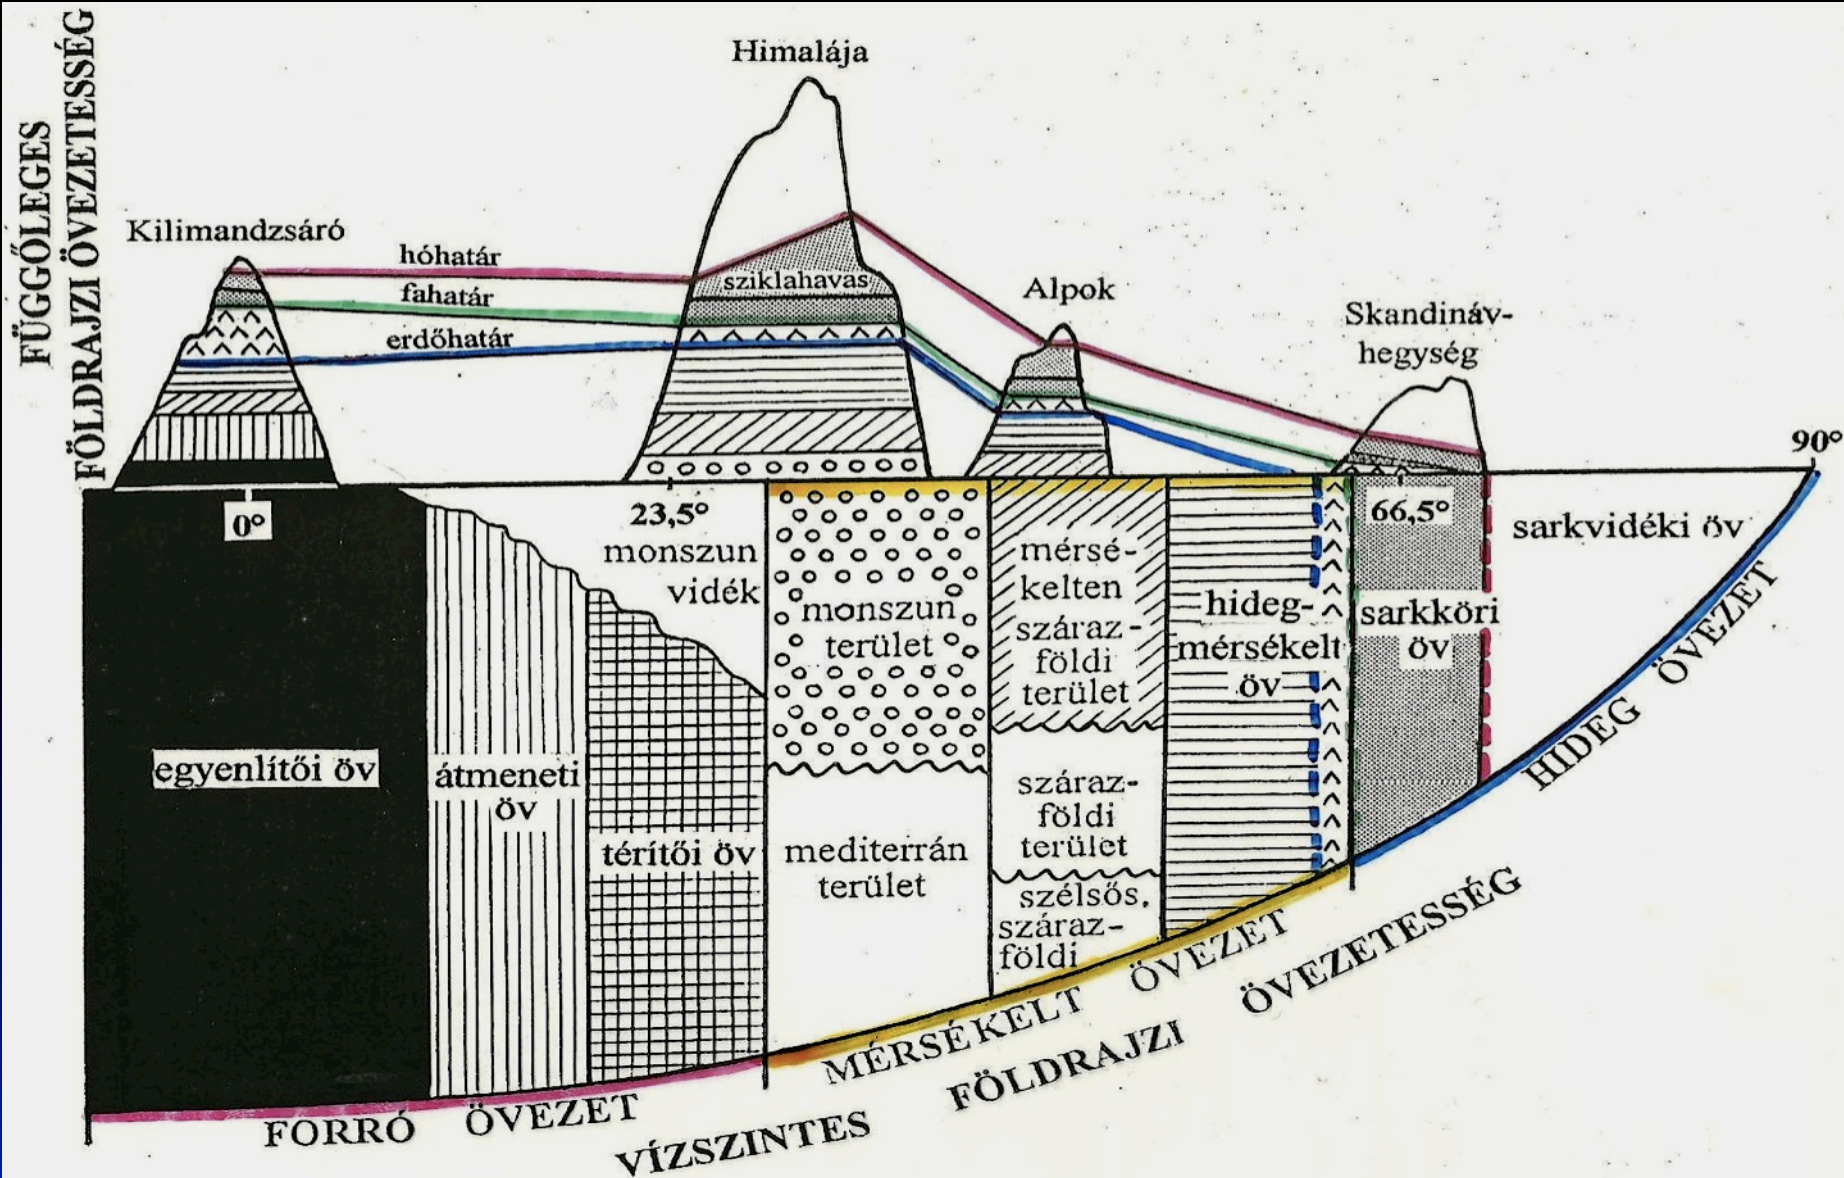 FÜGGŐLEGES
FÖLDRAJZI ÖVEZETESSÉG
Himalája
Kilimandzsáró
hóhatár
fahatár
erdőhatár
sziklahavas
Alpok
Skandináv-
hegység
90°
0°
23,5°
66,5°
monszun
vidék
monszun
terület
mérsé-
kelten
száraz-
földi
terület
hideg-
mérsékelt
öv
sarkköri
öv
sarkvidéki öv
egyenlítői öv
átmeneti
öv
térítői öv
mediterrán
terület
száraz-
földi
terület
szélsős.
száraz-
földi
FORRÓ ÖVEZET
MÉRSÉKELT ÖVEZET
HIDEG ÖVEZET
VÍZSZINTES FÖLDRAJZI ÖVEZETESSÉG